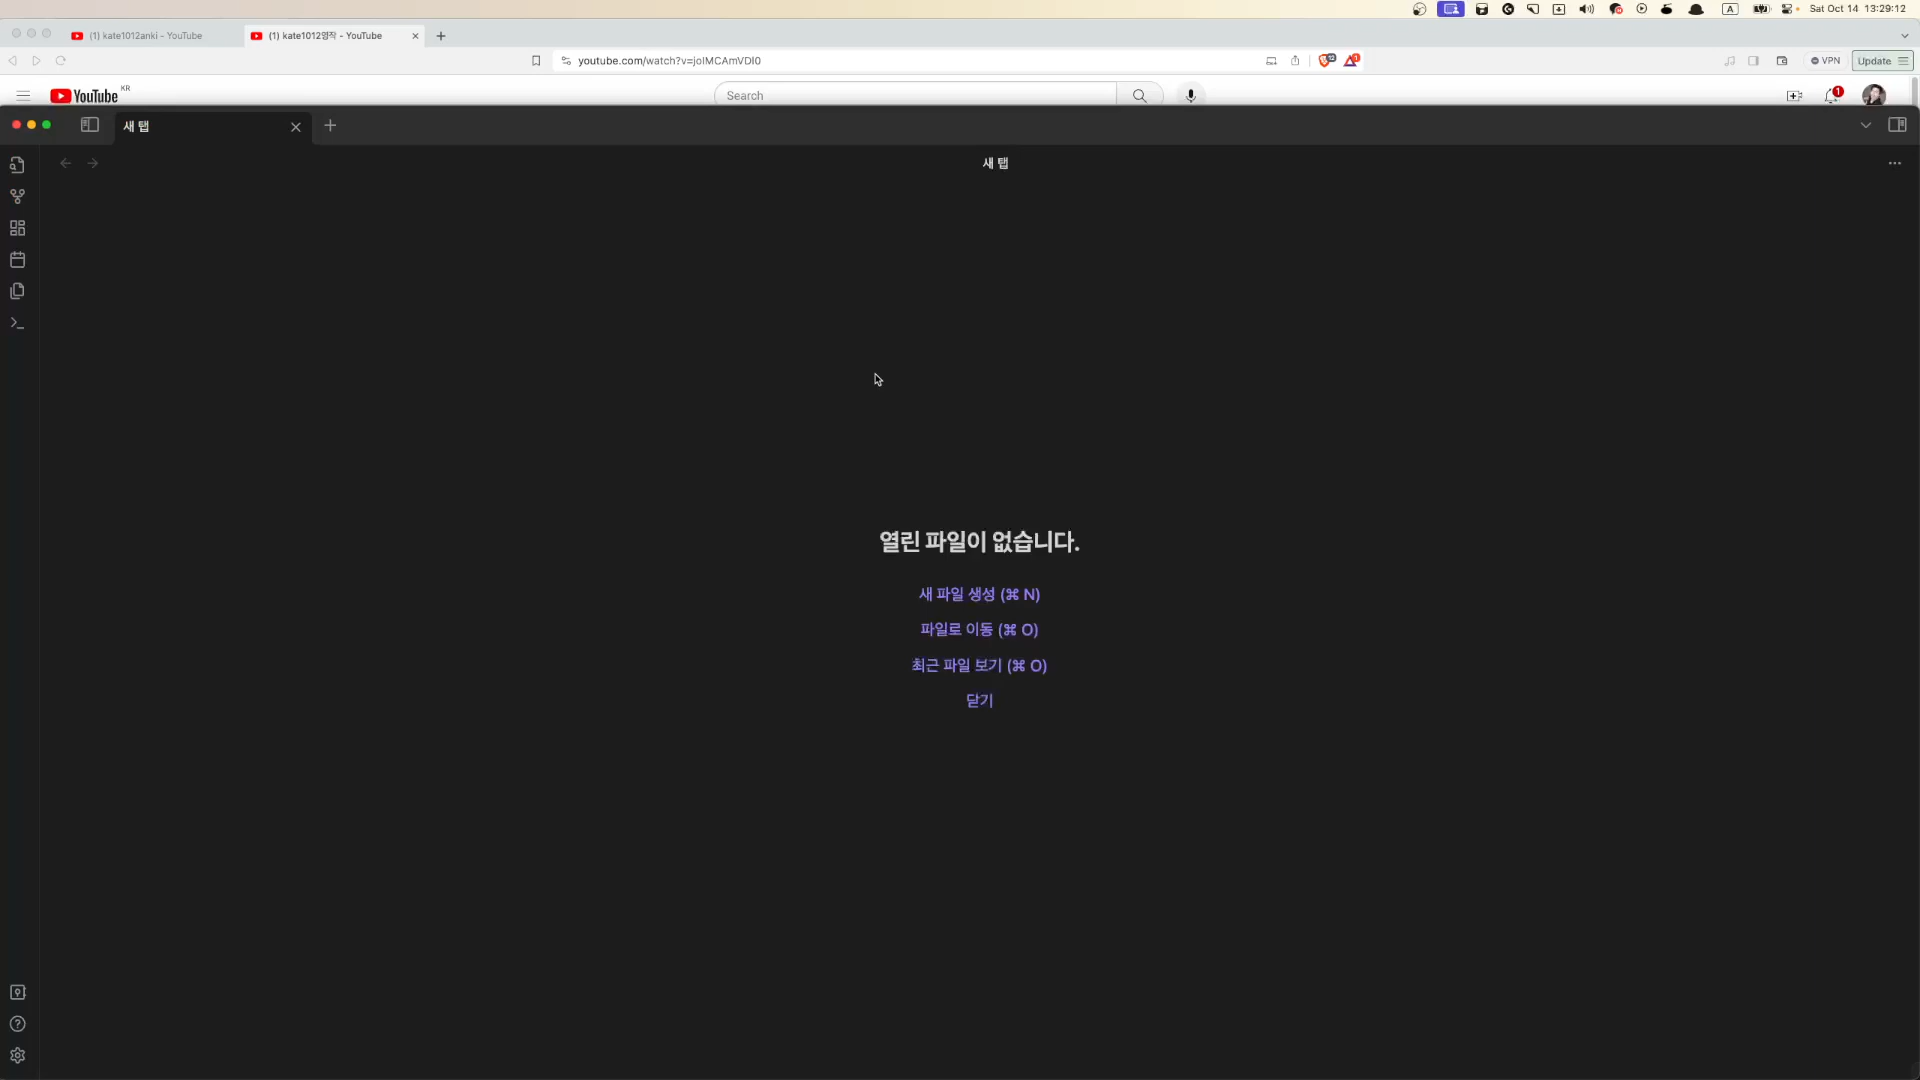 Sat Oct 14 13:29:12
(1) kate1012anki - YouTube
(1) kate1012영작 - YouTube
youtube.com/watch?v=joIMCAmVDI0
VPN
Update
YouTube KR
Search
1
새 탭
새 탭
열린 파일이 없습니다.
새 파일 생성 (⌘ N)
파일로 이동 (⌘ O)
최근 파일 보기 (⌘ O)
닫기